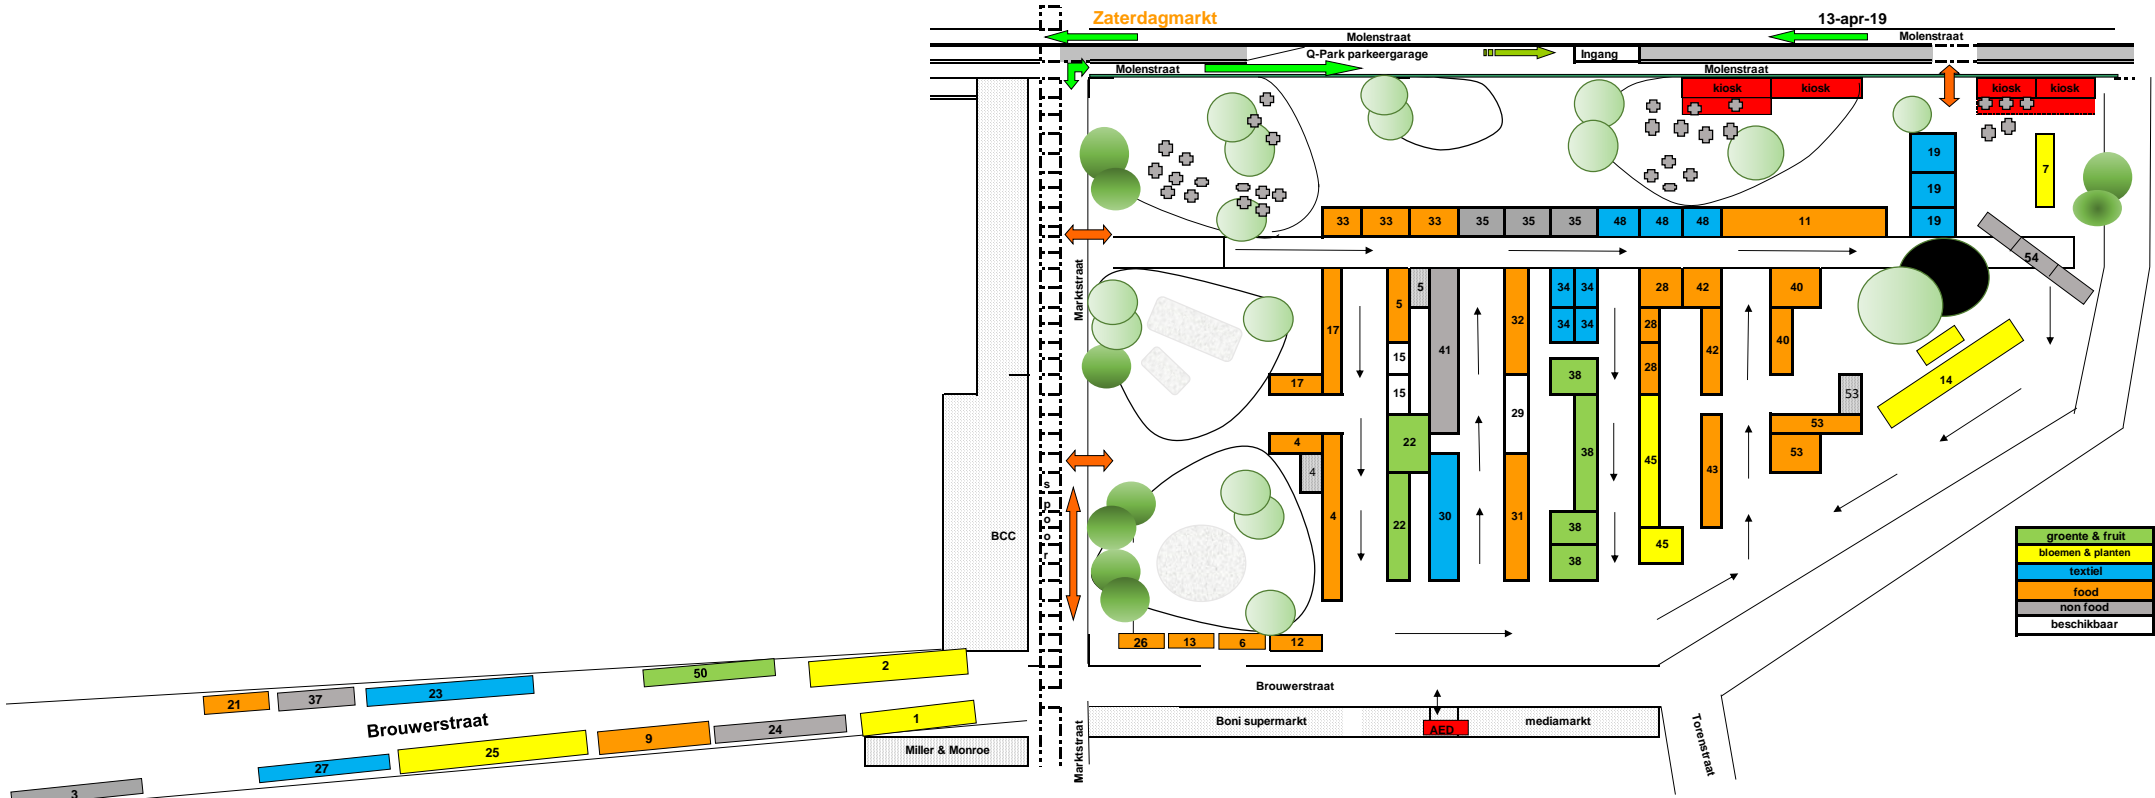 Zaterdagmarkt
13-apr-19
Molenstraat
Molenstraat
Q-Park parkeergarage
Ingang
Molenstraat
Molenstraat
kiosk
kiosk
kiosk
kiosk
19
7
19
33
33
33
35
35
35
48
48
48
11
19
54
Marktstraat
5
5
34
34
28
42
40
17
32
34
34
28
42
40
41
15
28
14
17
15
38
53
29
53
4
22
38
45
43
53
4
4
22
30
31
38
45
38
spoor
BCC
groente & fruit
bloemen & planten
textiel
food
non food
beschikbaar
26
13
6
12
2
50
23
37
21
Brouwerstraat
Brouwerstraat
1
24
9
25
27
3
Miller & Monroe
Marktstraat
Boni supermarkt
AED
mediamarkt
Torenstraat